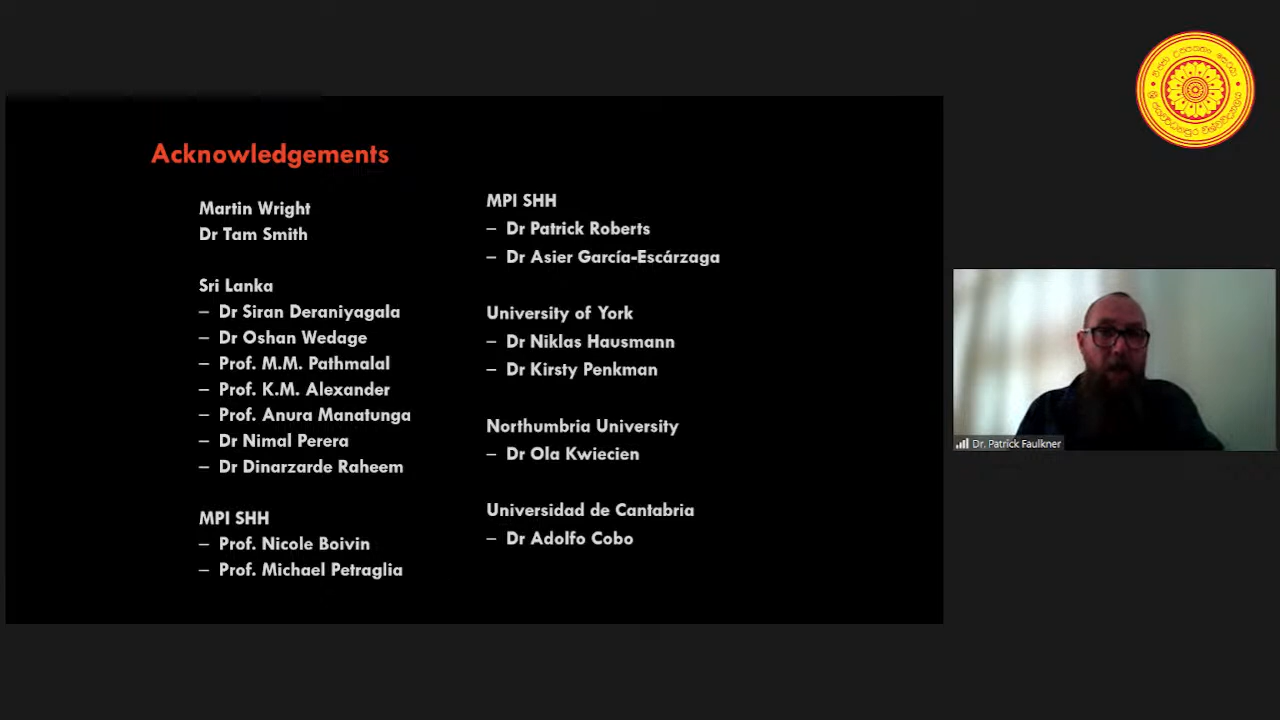 Acknowledgements
Martin Wright
Dr Tam Smith
Sri Lanka
– Dr Siran Deraniyagala
– Dr Oshan Wedage
– Prof. M.M. Pathmalal
– Prof. K.M. Alexander
– Prof. Anura Manatunga
– Dr Nimal Perera
– Dr Dinarzarde Raheem
MPI SHH
– Prof. Nicole Boivin
– Prof. Michael Petraglia
MPI SHH
– Dr Patrick Roberts
– Dr Asier García-Escárzaga
University of York
– Dr Niklas Hausmann
– Dr Kirsty Penkman
Northumbria University
– Dr Ola Kwiecien
Universidad de Cantabria
– Dr Adolfo Cobo
Dr. Patrick Faulkner